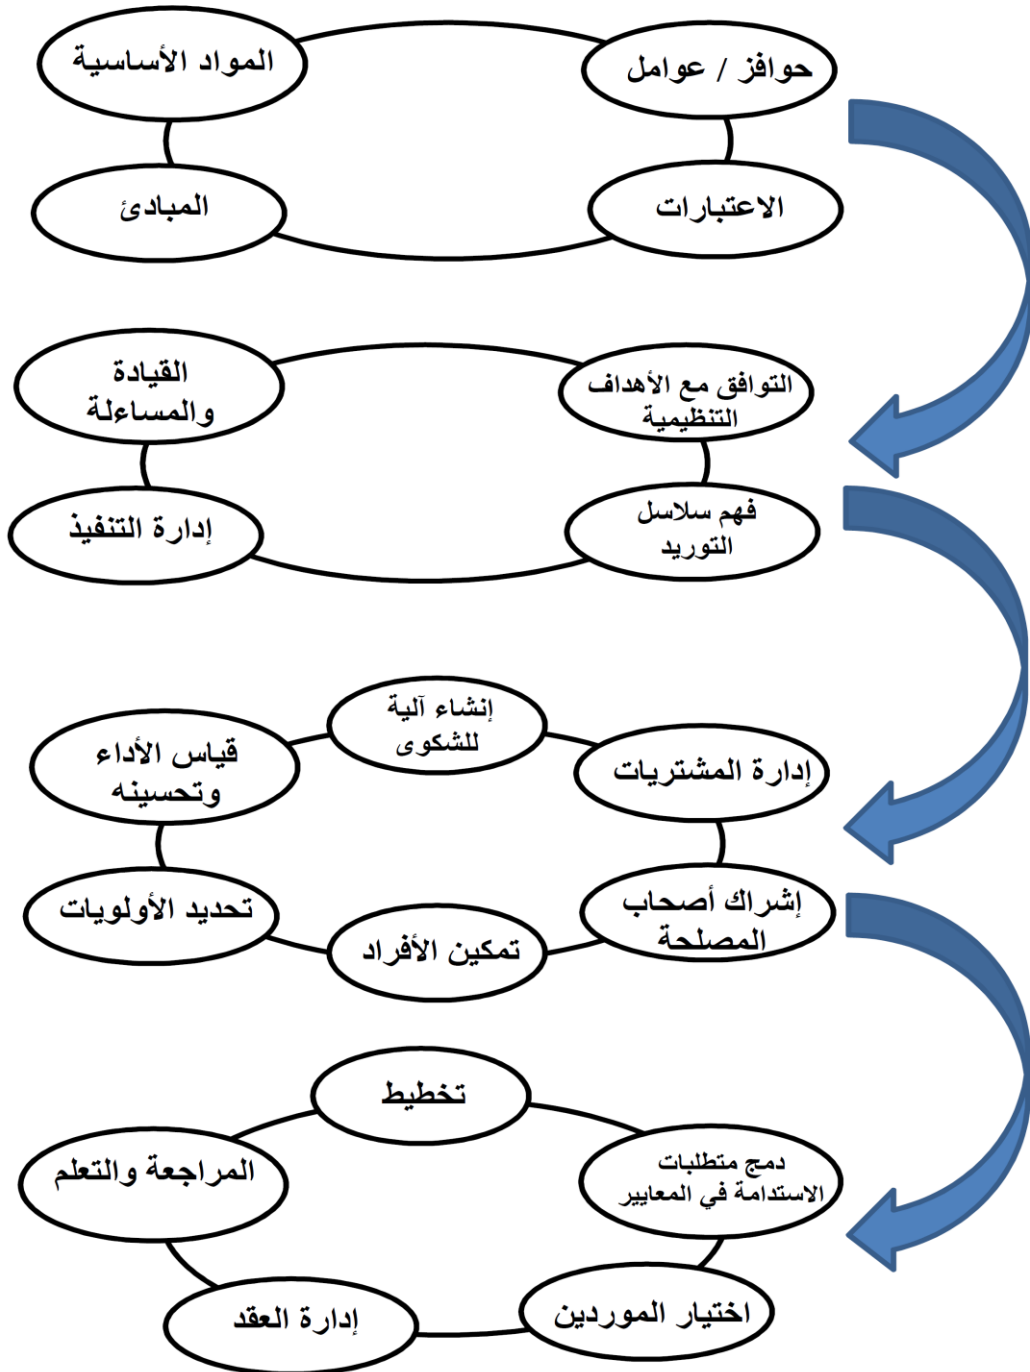 حوافز / عوامل
المواد الأساسية
الاعتبارات
المبادئ
التوافق مع الأهداف
التنظيمية
القيادة
والمساءلة
فهم سلاسل
التوريد
إدارة التنفيذ
إنشاء آلية
للشكوى
إدارة المشتريات
قياس الأداء
وتحسينه
إشراك أصحاب
المصلحة
تمكين الأفراد
تحديد الأولويات
تخطيط
دمج متطلبات
الاستدامة في المعايير
المراجعة والتعلم
اختيار الموردين
إدارة العقد